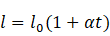 l = l₀(1 + αt)